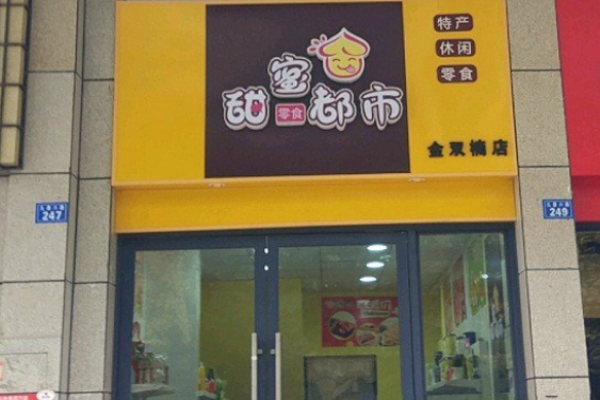 甜蜜都市
零食
特产
休闲
零食
金双楠店
247
249